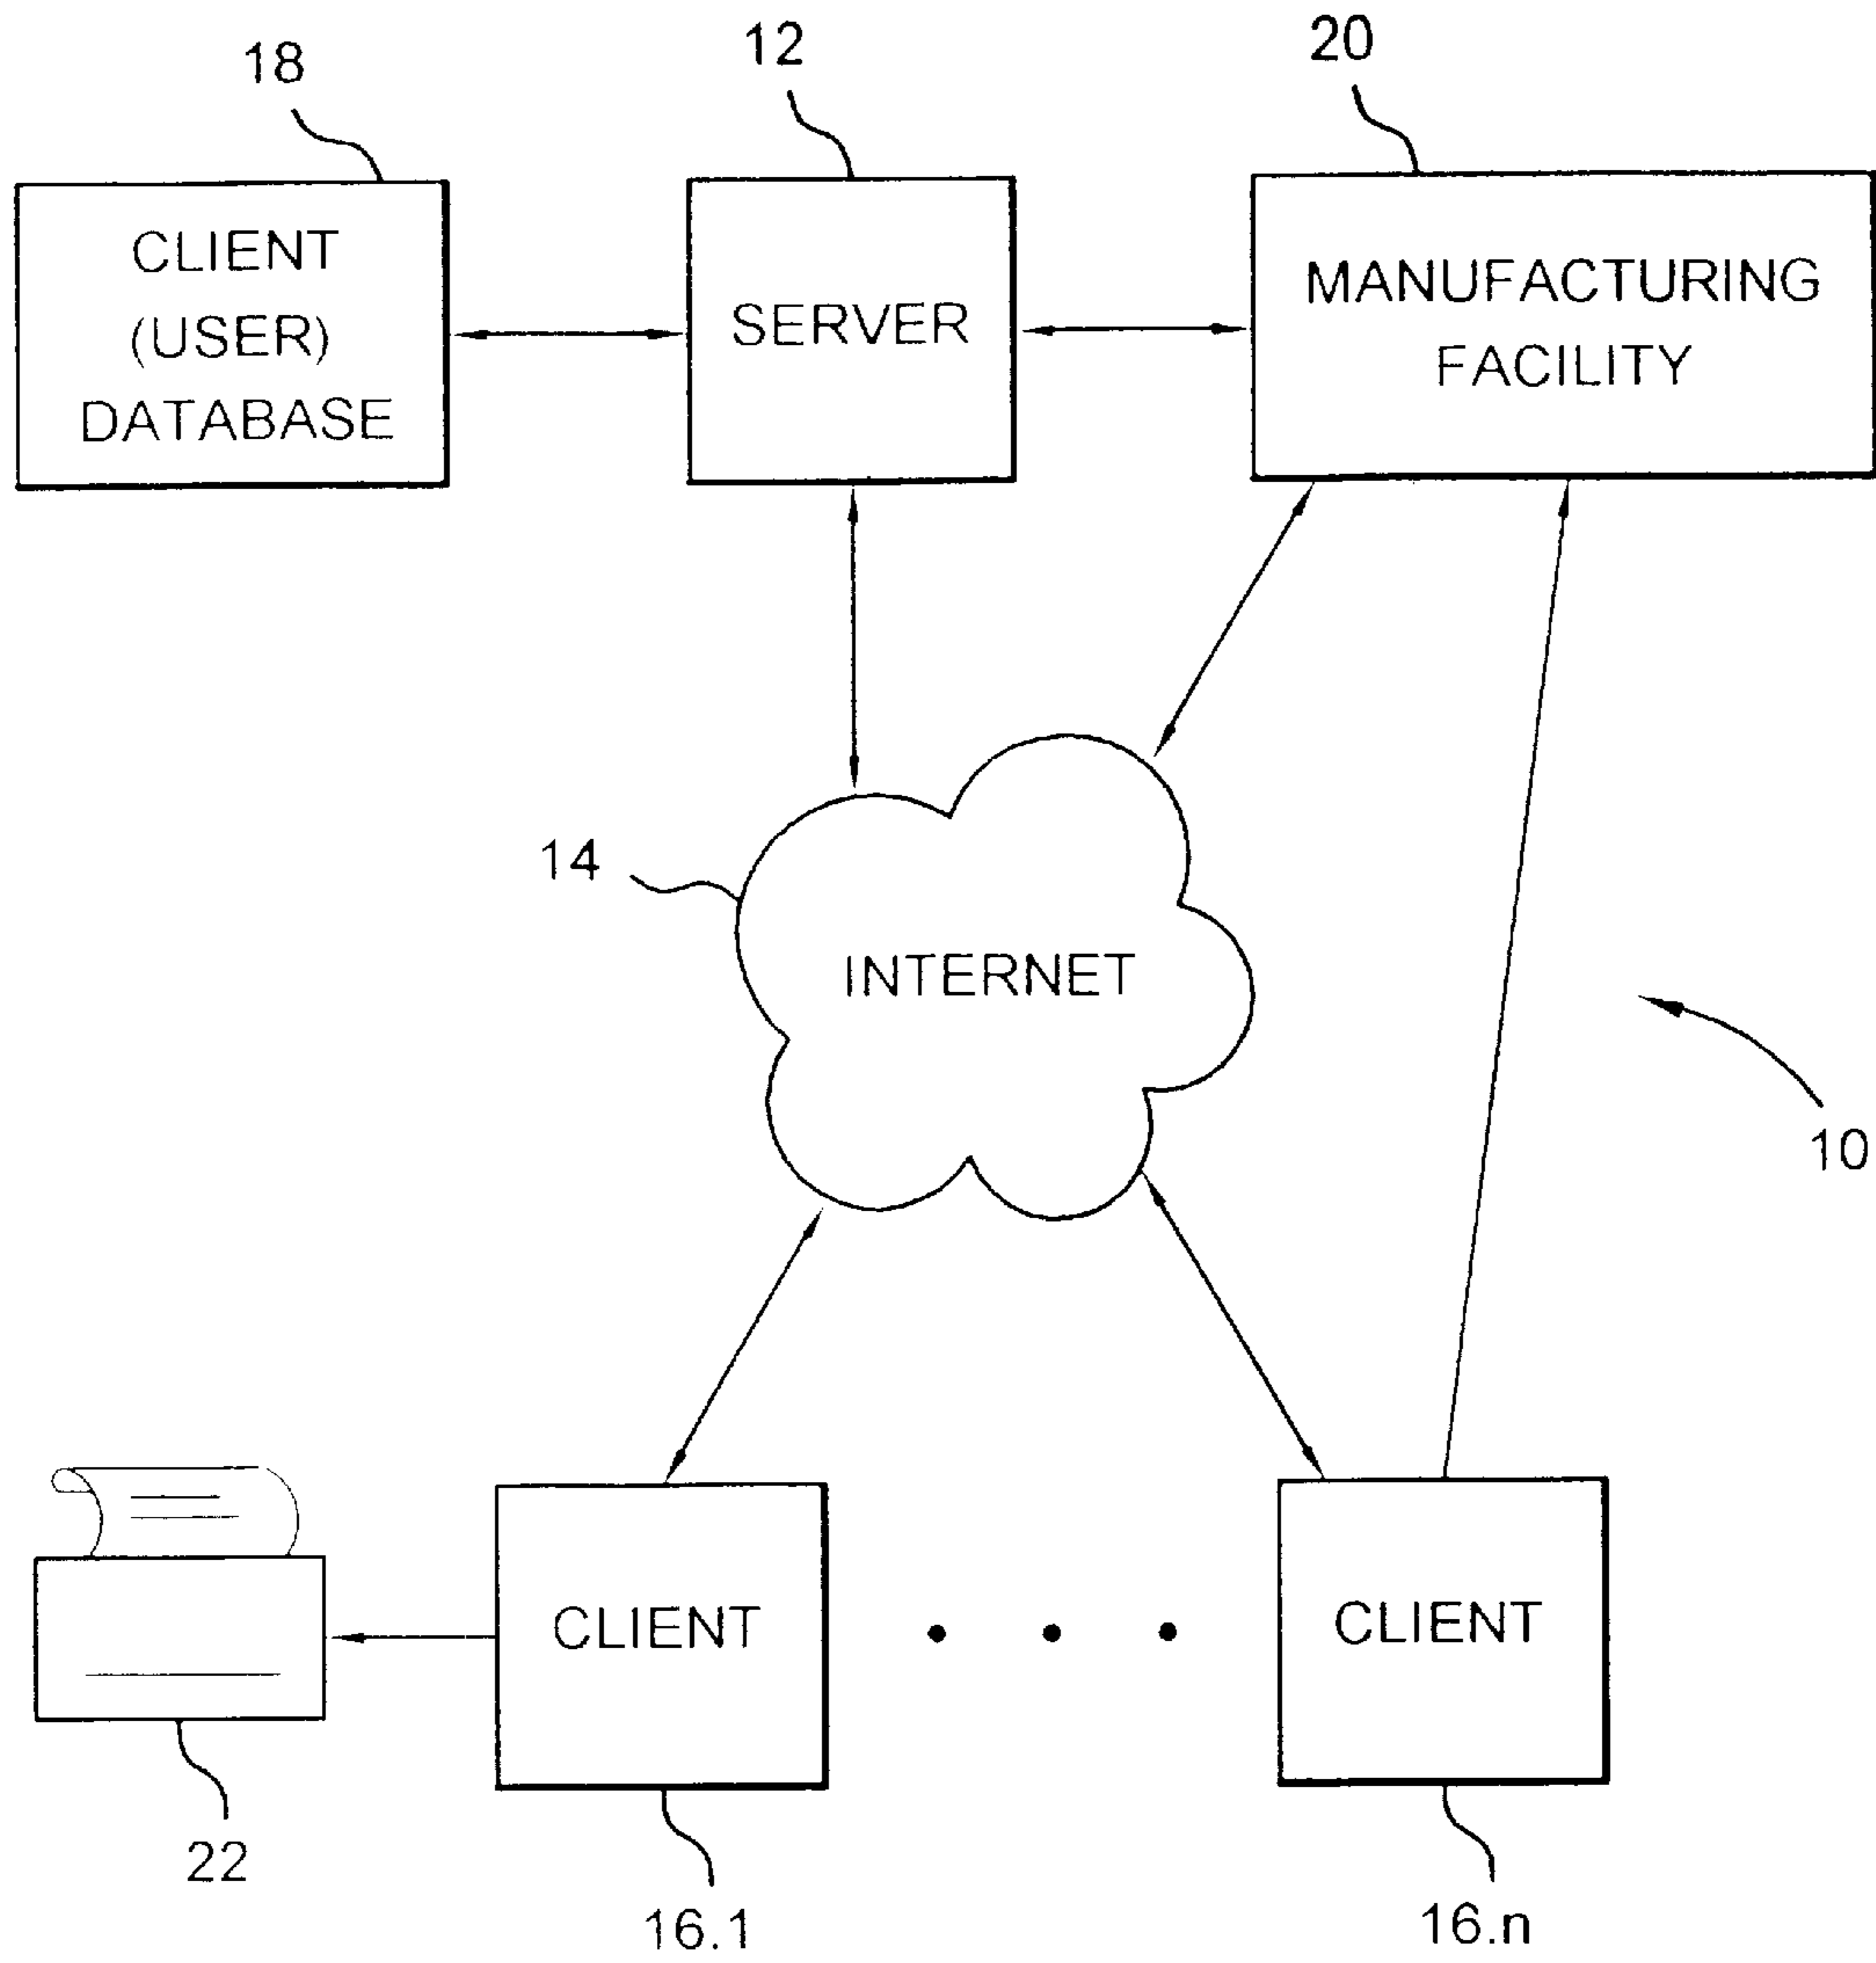 18
12
20
CLIENT
(USER)
DATABASE
SERVER
MANUFACTURING
FACILITY
14
INTERNET
10
CLIENT
CLIENT
22
16.1
16.n